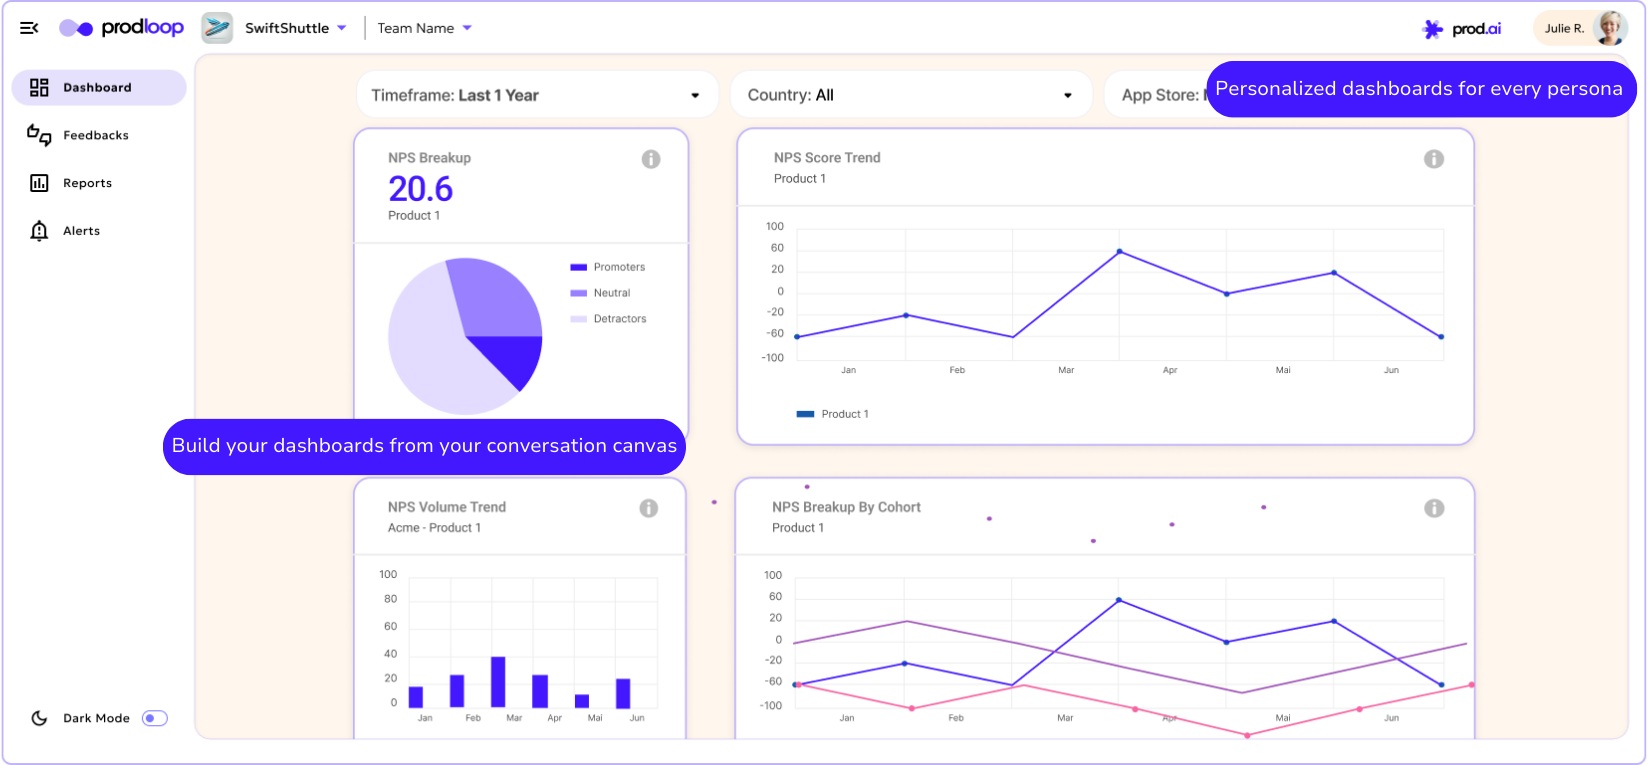 prodloop
SwiftShuttle
Team Name
prod.ai
Julie R.
Dashboard
Feedbacks
Reports
Alerts
Dark Mode
Timeframe: Last 1 Year
Country: All
App Store:
Personalized dashboards for every persona
NPS Breakup
20.6
Product 1
Promoters
Neutral
Detractors
NPS Score Trend
Product 1
100
60
20
0
-20
-60
-100
Jan Feb Mar Apr Mai Jun
Product 1
Build your dashboards from your conversation canvas
NPS Volume Trend
Acme - Product 1
100
80
60
40
20
0
Jan Feb Mar Apr Mai Jun
NPS Breakup By Cohort
Product 1
100
60
20
0
-20
-60
-100
Jan Feb Mar Apr Mai Jun